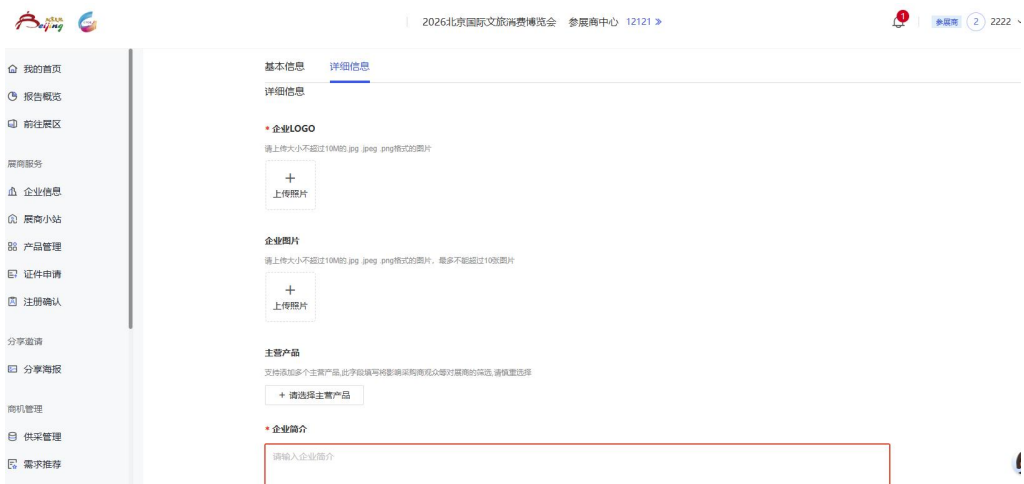 Beijing
2026北京国际文旅消费博览会 参展商中心 12121 »
1
参展商 2 2222
我的首页
报告概览
前往展区
展商服务
企业信息
展商小站
产品管理
证件申请
注册确认
分享邀请
分享海报
商机管理
供采管理
需求推荐
基本信息 详细信息
详细信息
* 企业LOGO
请上传大小不超过10M的.jpg .jpeg .png格式的图片
+
上传照片
企业图片
请上传大小不超过10M的.jpg .jpeg .png格式的图片，最多不能超过10张图片
+
上传照片
主营产品
支持添加多个主营产品,此字段填写将影响采购商观众等对展商的筛选,请慎重选择
+ 请选择主营产品
* 企业简介
请输入企业简介